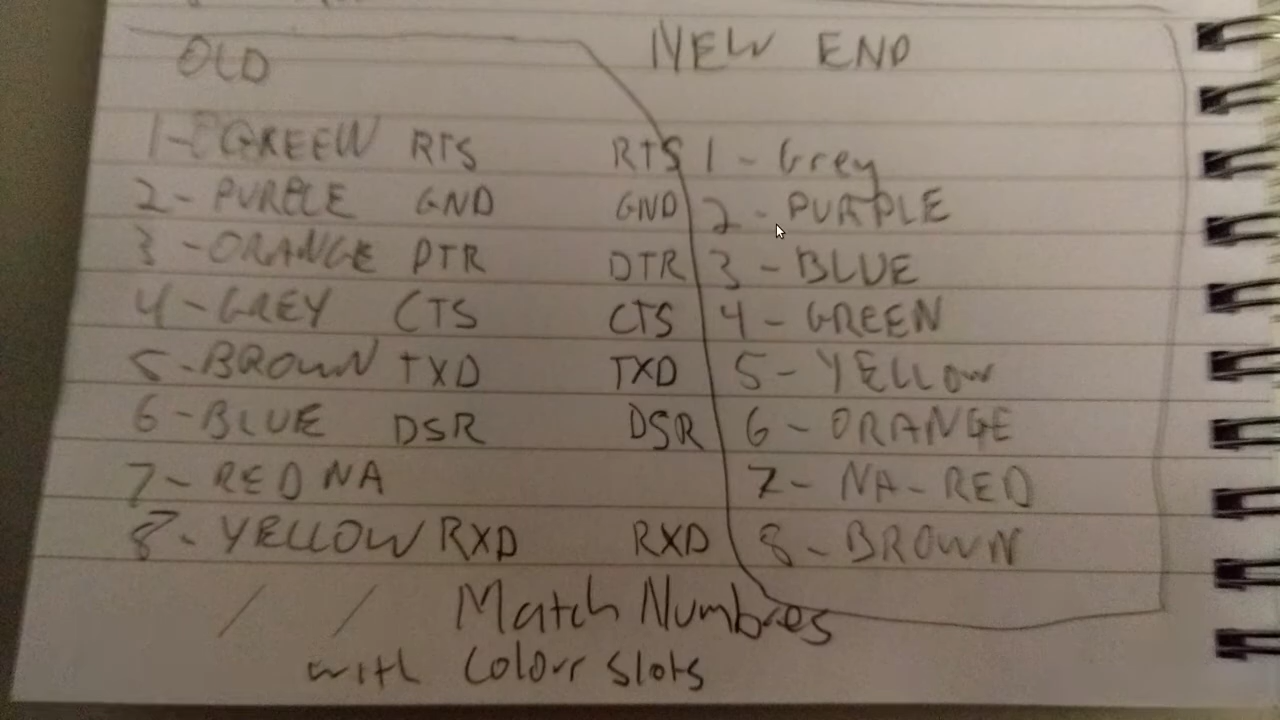 OLD NEW END
1-GREEN RTS RTS 1 - Grey
2- PURPLE GND GND 2 - PURPLE
3 -ORANGE DTR DTR 3 - BLUE
4 -GREY CTS CTS 4 - GREEN
5 -BROWN TXD TXD 5 - YELLOW
6 -BLUE DSR DSR 6 - ORANGE
7- RED NA 7- NA-RED
8- YELLOW RXD RXD 8 - BROWN
/ / Match Numbres
with Colour slots